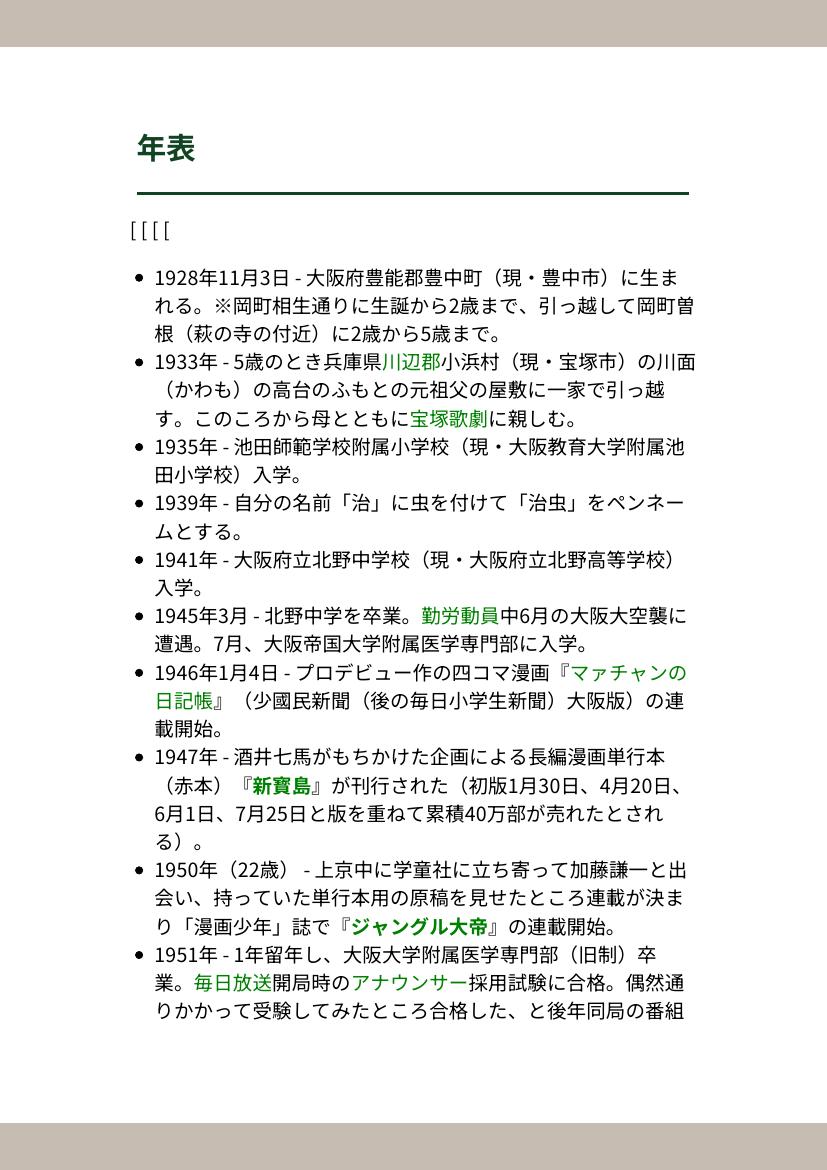 年表
[ [ [ [
• 1928年11月3日 - 大阪府豊能郡豊中町（現・豊中市）に生ま
れる。※岡町相生通りに生誕から2歳まで、引っ越して岡町曽
根（萩の寺の付近）に2歳から5歳まで。
• 1933年 - 5歳のとき兵庫県川辺郡小浜村（現・宝塚市）の川面
（かわも）の高台のふもとの元祖父の屋敷に一家で引っ越
す。このころから母とともに宝塚歌劇に親しむ。
• 1935年 - 池田師範学校附属小学校（現・大阪教育大学附属池
田小学校）入学。
• 1939年 - 自分の名前「治」に虫を付けて「治虫」をペンネー
ムとする。
• 1941年 - 大阪府立北野中学校（現・大阪府立北野高等学校）
入学。
• 1945年3月 - 北野中学を卒業。勤労動員中6月の大阪大空襲に
遭遇。7月、大阪帝国大学附属医学専門部に入学。
• 1946年1月4日 - プロデビュー作の四コマ漫画『マァチャンの
日記帳』（少國民新聞（後の毎日小学生新聞）大阪版）の連
載開始。
• 1947年 - 酒井七馬がもちかけた企画による長編漫画単行本
（赤本）『新寳島』が刊行された（初版1月30日、4月20日、
6月1日、7月25日と版を重ねて累積40万部が売れたとされ
る）。
• 1950年（22歳） - 上京中に学童社に立ち寄って加藤謙一と出
会い、持っていた単行本用の原稿を見せたところ連載が決ま
り「漫画少年」誌で『ジャングル大帝』の連載開始。
• 1951年 - 1年留年し、大阪大学附属医学専門部（旧制）卒
業。毎日放送開局時のアナウンサー採用試験に合格。偶然通
りかかって受験してみたところ合格した、と後年同局の番組